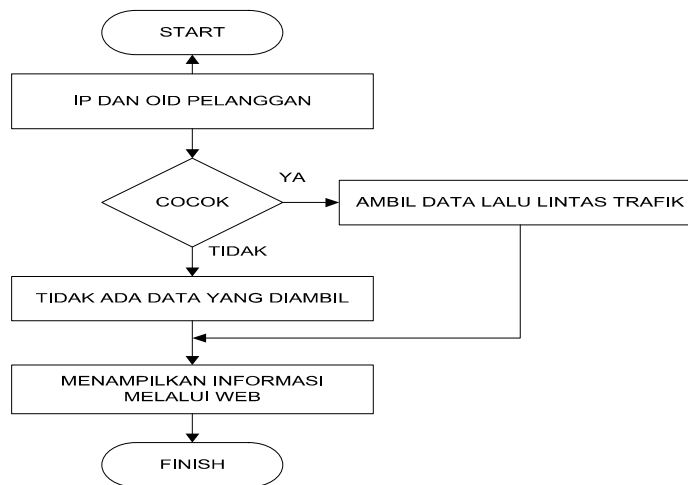 START
IP DAN OID PELANGGAN
COCOK
YA
AMBIL DATA LALU LINTAS TRAFIK
TIDAK
TIDAK ADA DATA YANG DIAMBIL
MENAMPILKAN INFORMASI
MELALUI WEB
FINISH